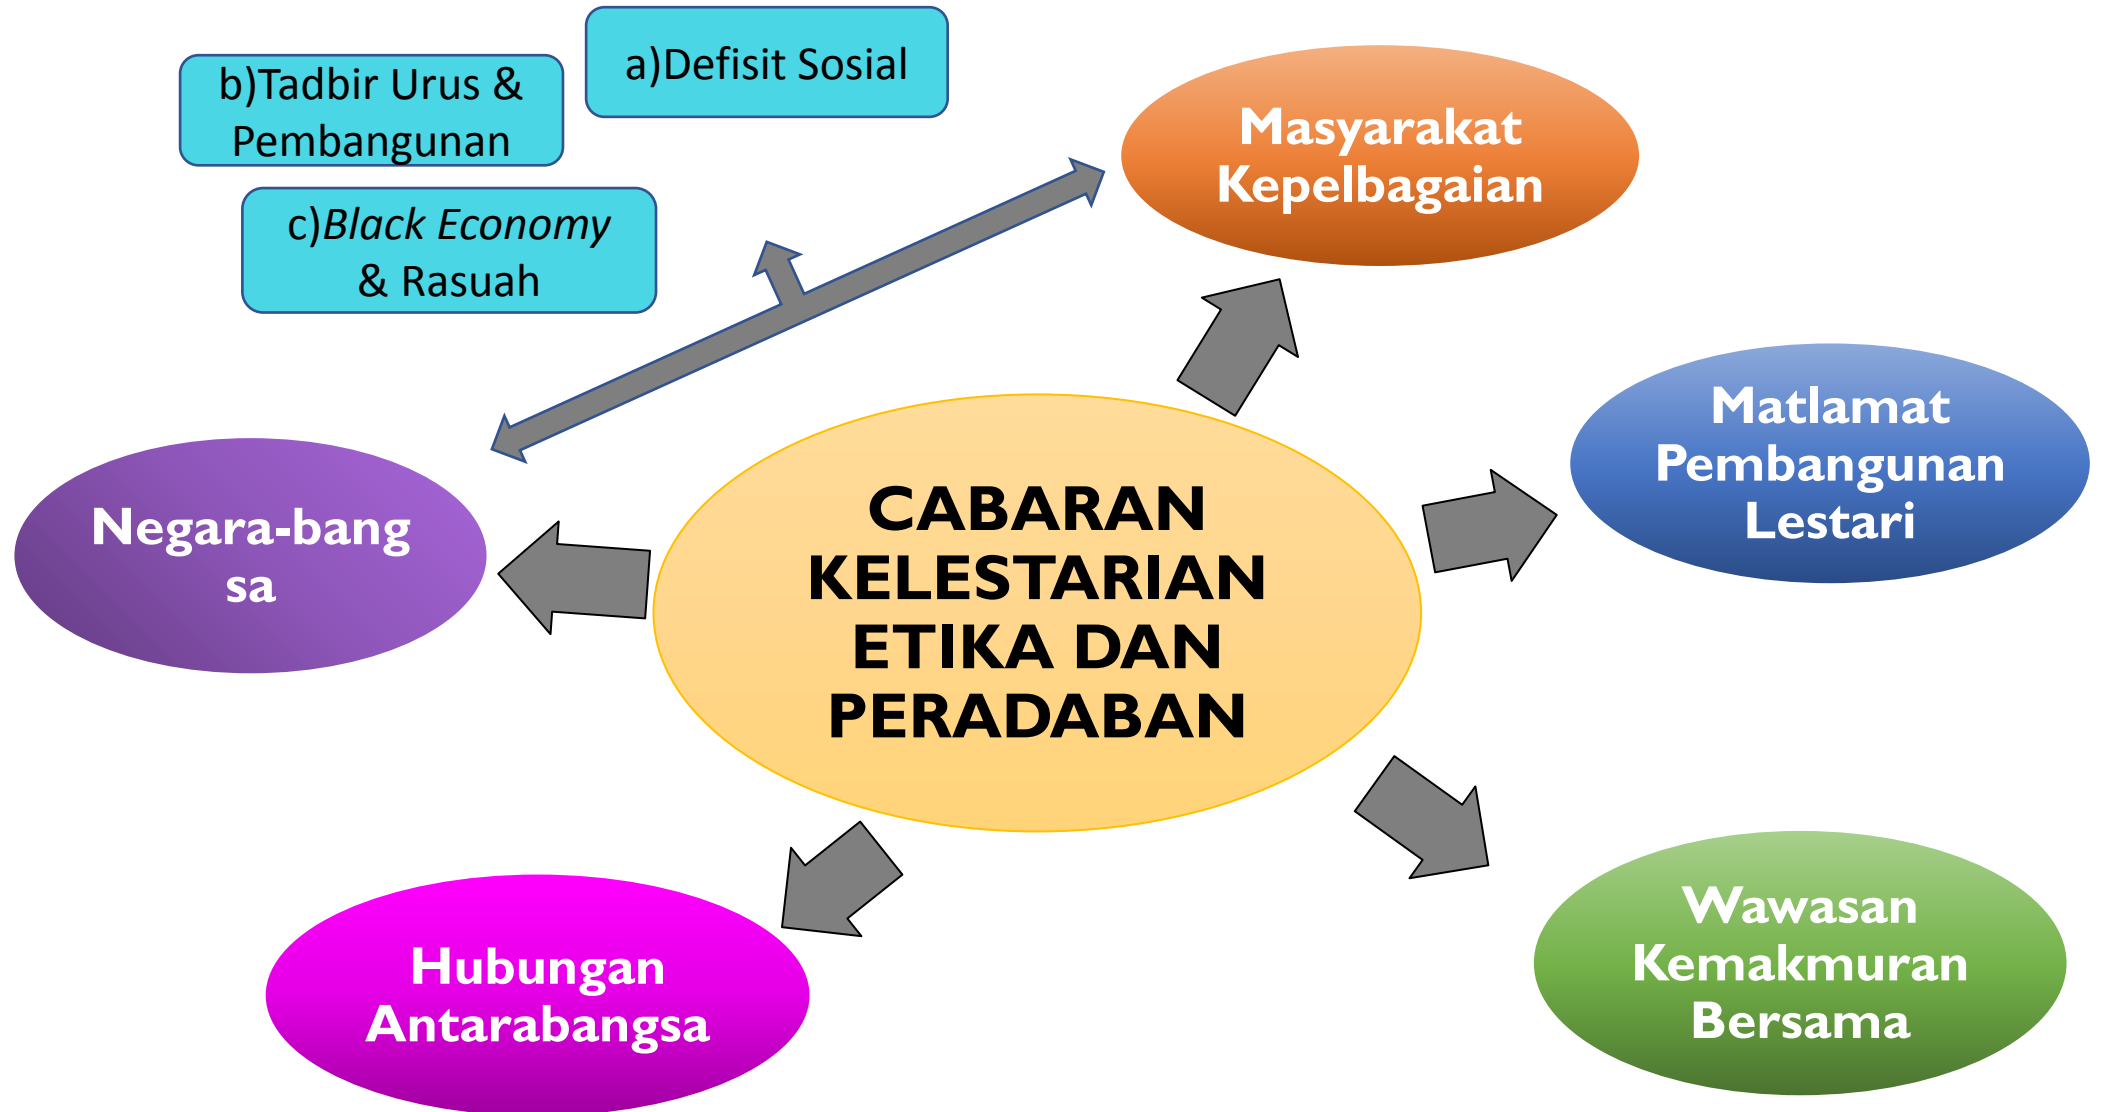 a)Defisit Sosial
b)Tadbir Urus &
Pembangunan
c)Black Economy
& Rasuah
Masyarakat
Kepelbagaian
Matlamat
Pembangunan
Lestari
CABARAN
KELESTARIAN
ETIKA DAN
PERADABAN
Negara-bang
sa
Hubungan
Antarabangsa
Wawasan
Kemakmuran
Bersama